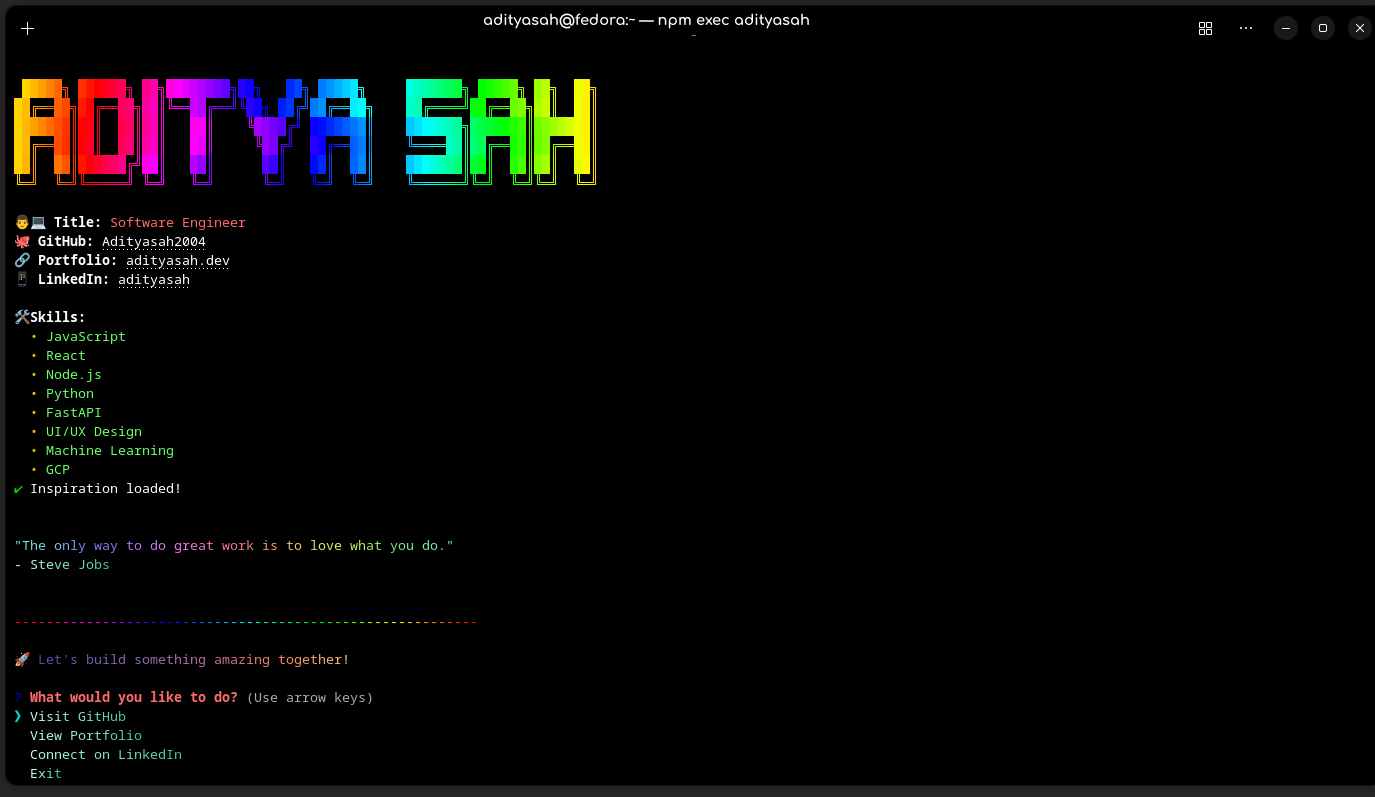 adityasah@fedora:~ — npm exec adityasah
~
ADITYA SAH
Title: Software Engineer
GitHub: Adityasah2004
Portfolio: adityasah.dev
LinkedIn: adityasah
Skills:
• JavaScript
• React
• Node.js
• Python
• FastAPI
• UI/UX Design
• Machine Learning
• GCP
✔ Inspiration loaded!
"The only way to do great work is to love what you do."
- Steve Jobs
----------------------------------------------------------
Let's build something amazing together!
? What would you like to do? (Use arrow keys)
❯ Visit GitHub
View Portfolio
Connect on LinkedIn
Exit